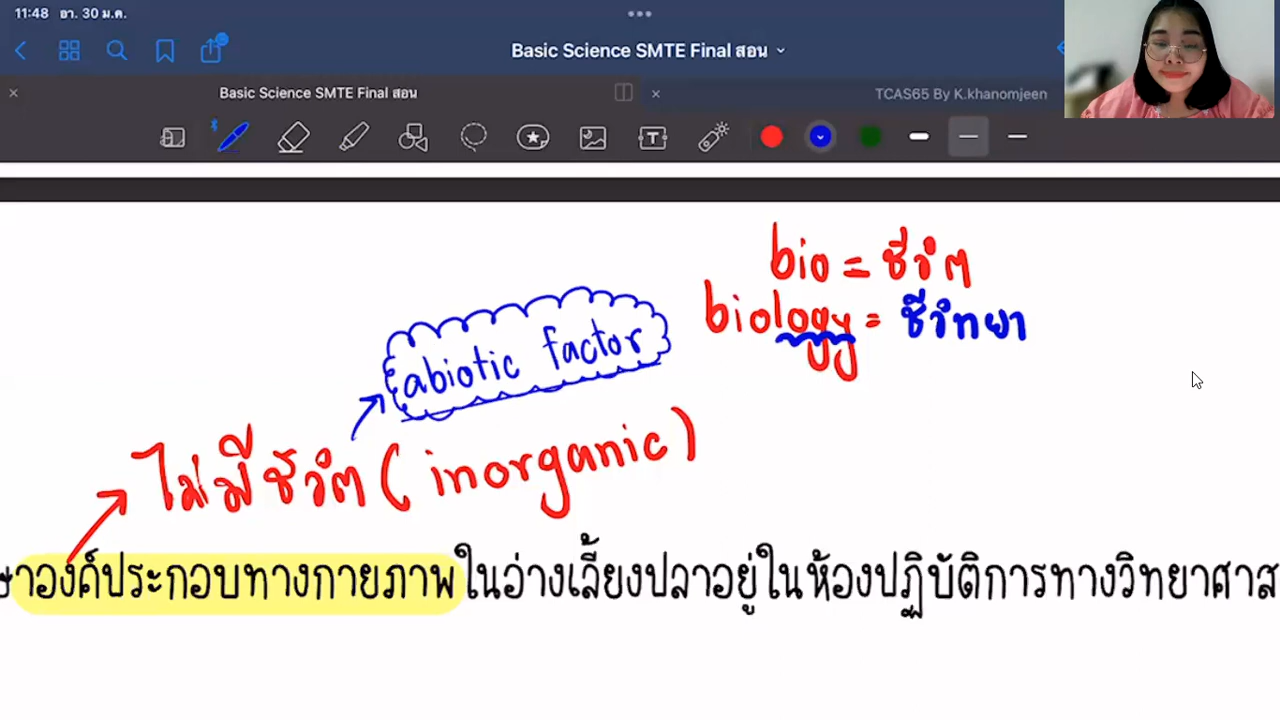 11:48 อา. 30 ม.ค.
Basic Science SMTE Final สอน
Basic Science SMTE Final สอน
TCAS65 By K.khanomjeen
bio = ชีวิต
biology = ชีววิทยา
abiotic factor
ไม่มีชีวิต (inorganic)
าองค์ประกอบทางกายภาพในอ่างเลี้ยงปลาอยู่ในห้องปฏิบัติการทางวิทยาศาส